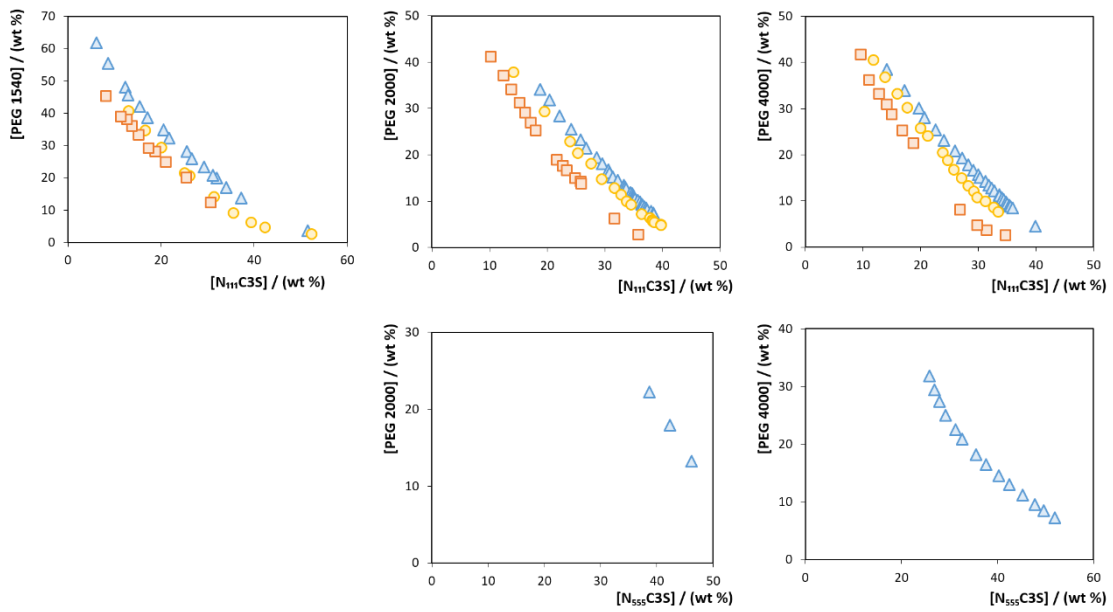 [PEG 1540] / (wt %)
70
60
50
40
30
20
10
0
0 20 40 60
[N₁₁₁C3S] / (wt %)
[PEG 2000] / (wt %)
50
40
30
20
10
0
0 10 20 30 40 50
[N₁₁₁C3S] / (wt %)
[PEG 4000] / (wt %)
50
40
30
20
10
0
0 10 20 30 40 50
[N₁₁₁C3S] / (wt %)
[PEG 2000] / (wt %)
30
20
10
0
0 10 20 30 40 50
[N₅₅₅C3S] / (wt %)
[PEG 4000] / (wt %)
40
30
20
10
0
0 20 40 60
[N₅₅₅C3S] / (wt %)